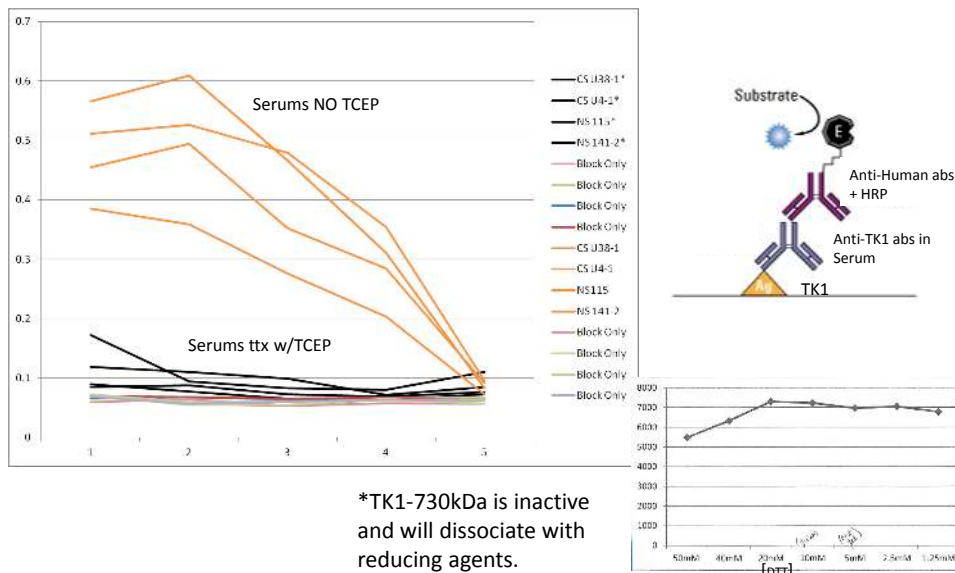 0.7
0.6
0.5
0.4
0.3
0.2
0.1
0
1
2
3
4
5
Serums NO TCEP
Serums ttx w/TCEP
CS U38-1*
CS U4-1*
NS 115*
NS 141-2*
Block Only
Block Only
Block Only
Block Only
CS U38-1
CS U4-1
NS115
NS 141-2
Block Only
Block Only
Block Only
Block Only
Substrate
E
Anti-Human abs
+ HRP
Anti-TK1 abs in
Serum
Ag
TK1
*TK1-730kDa is inactive
and will dissociate with
reducing agents.
8000
7000
6000
5000
4000
3000
2000
1000
0
50mM
40mM
20mM
10mM
5mM
2.5mM
1.25mM
[DTT]